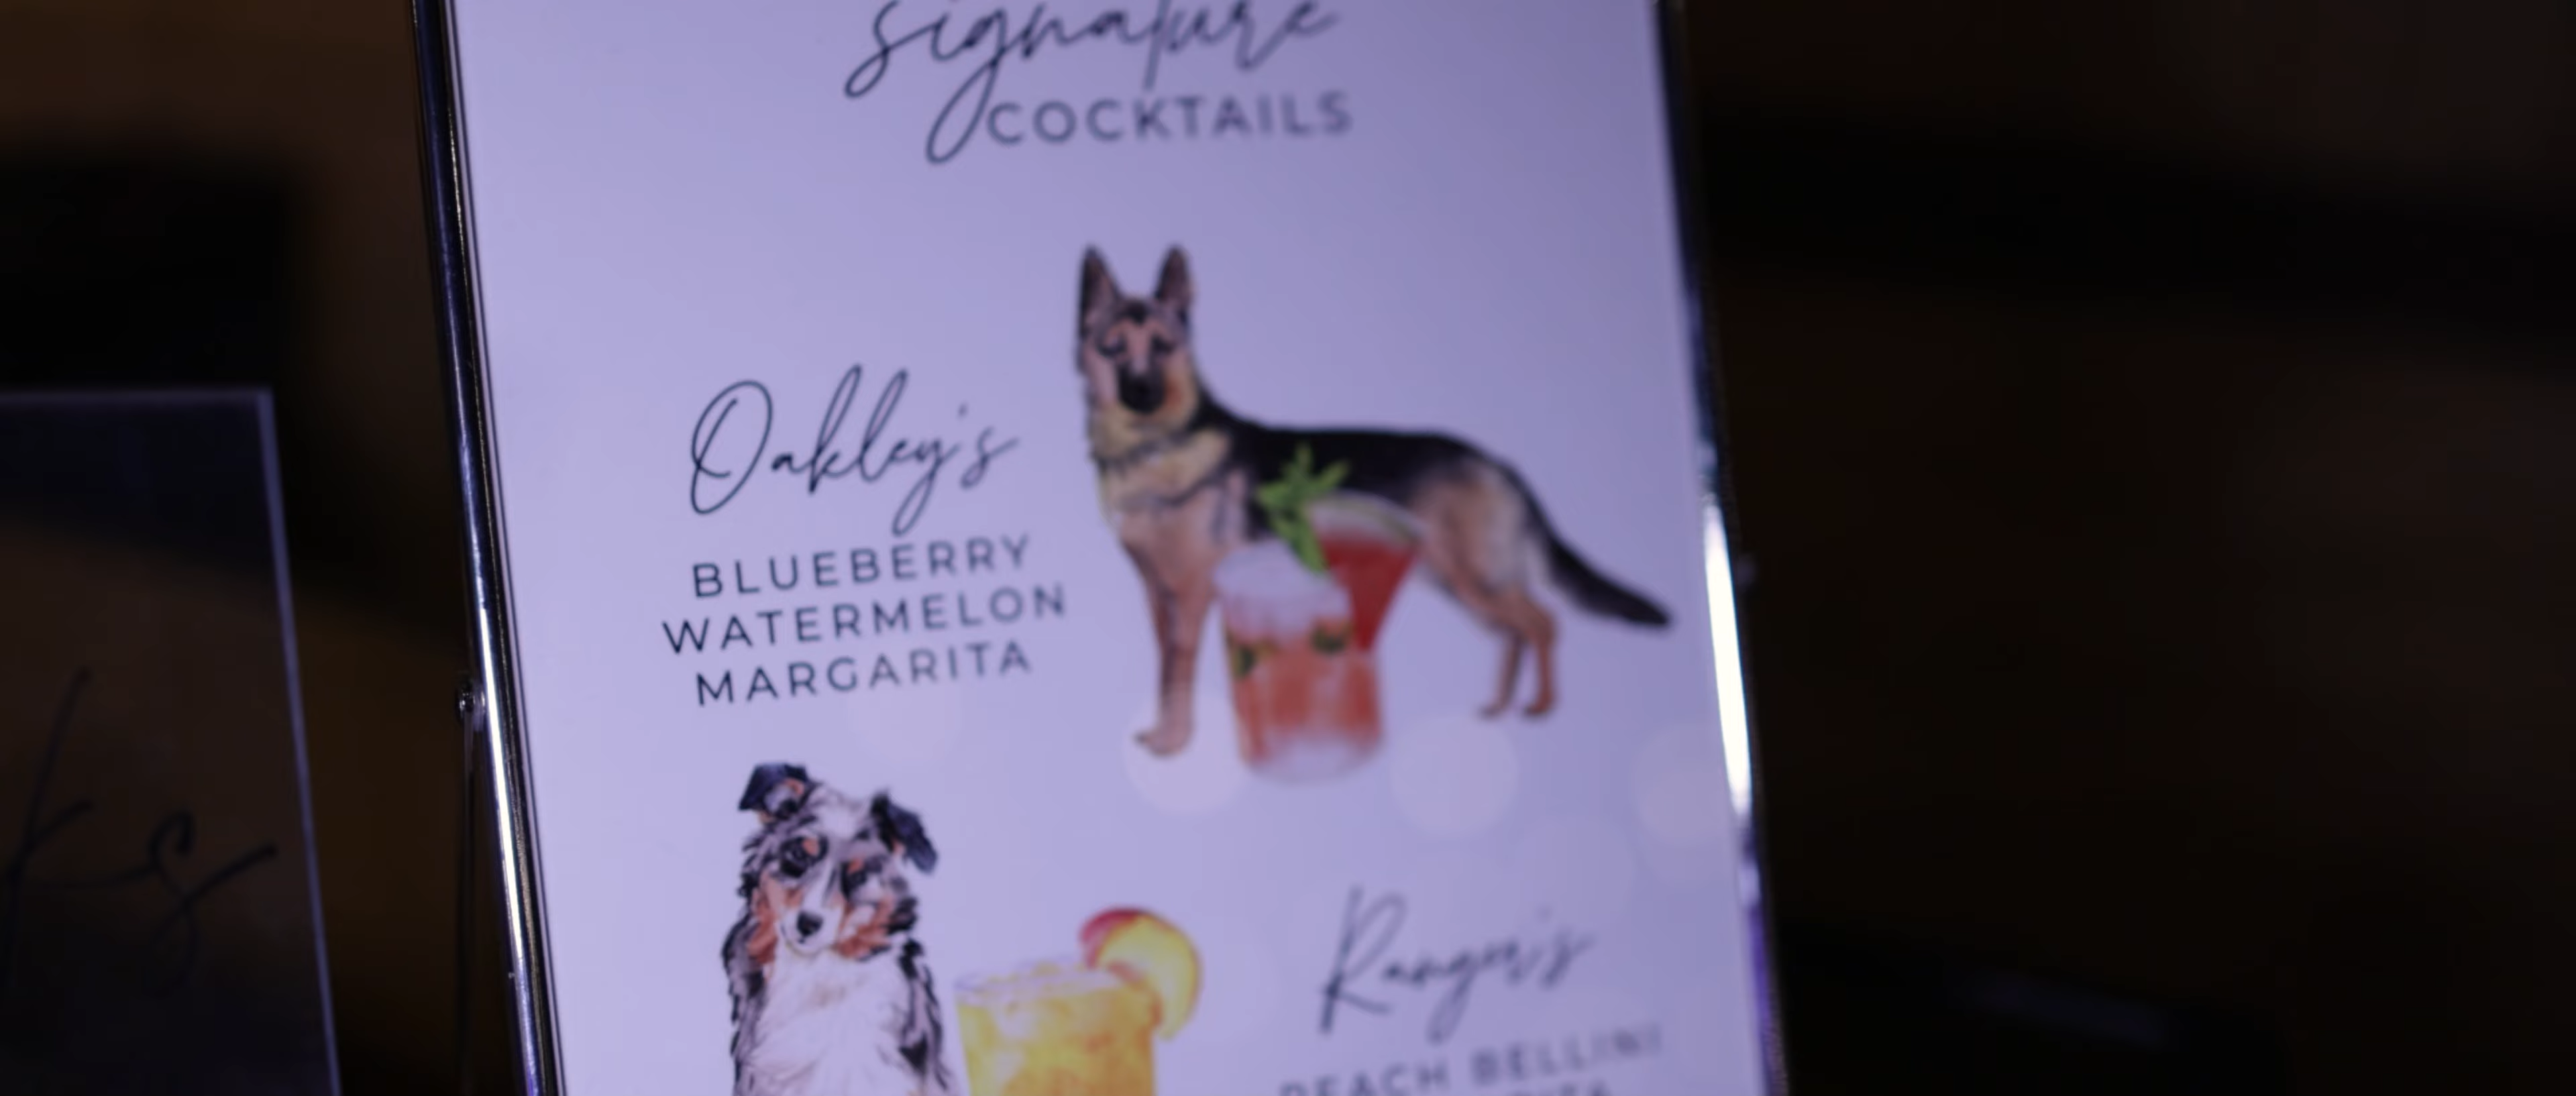 signature
COCKTAILS
Oakley's
BLUEBERRY
WATERMELON
MARGARITA
Ranger's
PEACH BELLINI